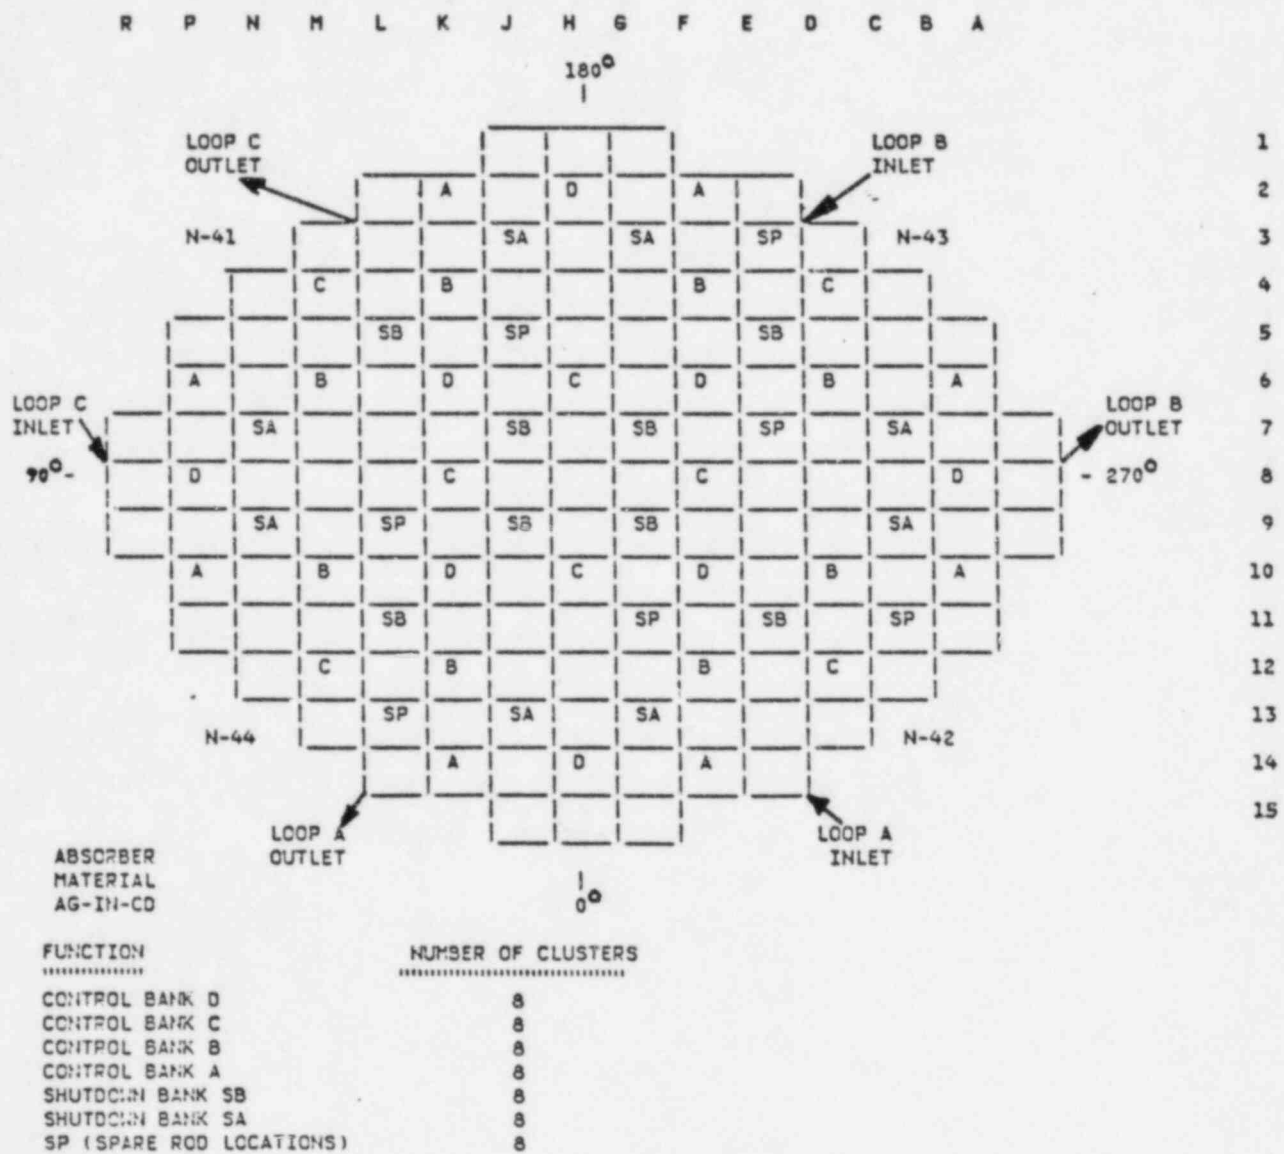 R P N M L K J H G F E D C B A
180°
LOOP C OUTLET
LOOP B INLET
1
A D A 2
N-41 SA SA SP N-43 3
C B B C 4
SB SP SB 5
A B D C D B A 6
LOOP C INLET
LOOP B OUTLET
SA SB SB SP SA 7
90°- D C C D - 270° 8
SA SP SB SB SA 9
A B D C D B A 10
SB SP SB SP 11
C B B C 12
N-44 SP SA SA N-42 13
A D A 14
15
LOOP A OUTLET
LOOP A INLET
0°
ABSORBER
MATERIAL
AG-IN-CD
FUNCTION NUMBER OF CLUSTERS
CONTROL BANK D 8
CONTROL BANK C 8
CONTROL BANK B 8
CONTROL BANK A 8
SHUTDOWN BANK SB 8
SHUTDOWN BANK SA 8
SP (SPARE ROD LOCATIONS) 8